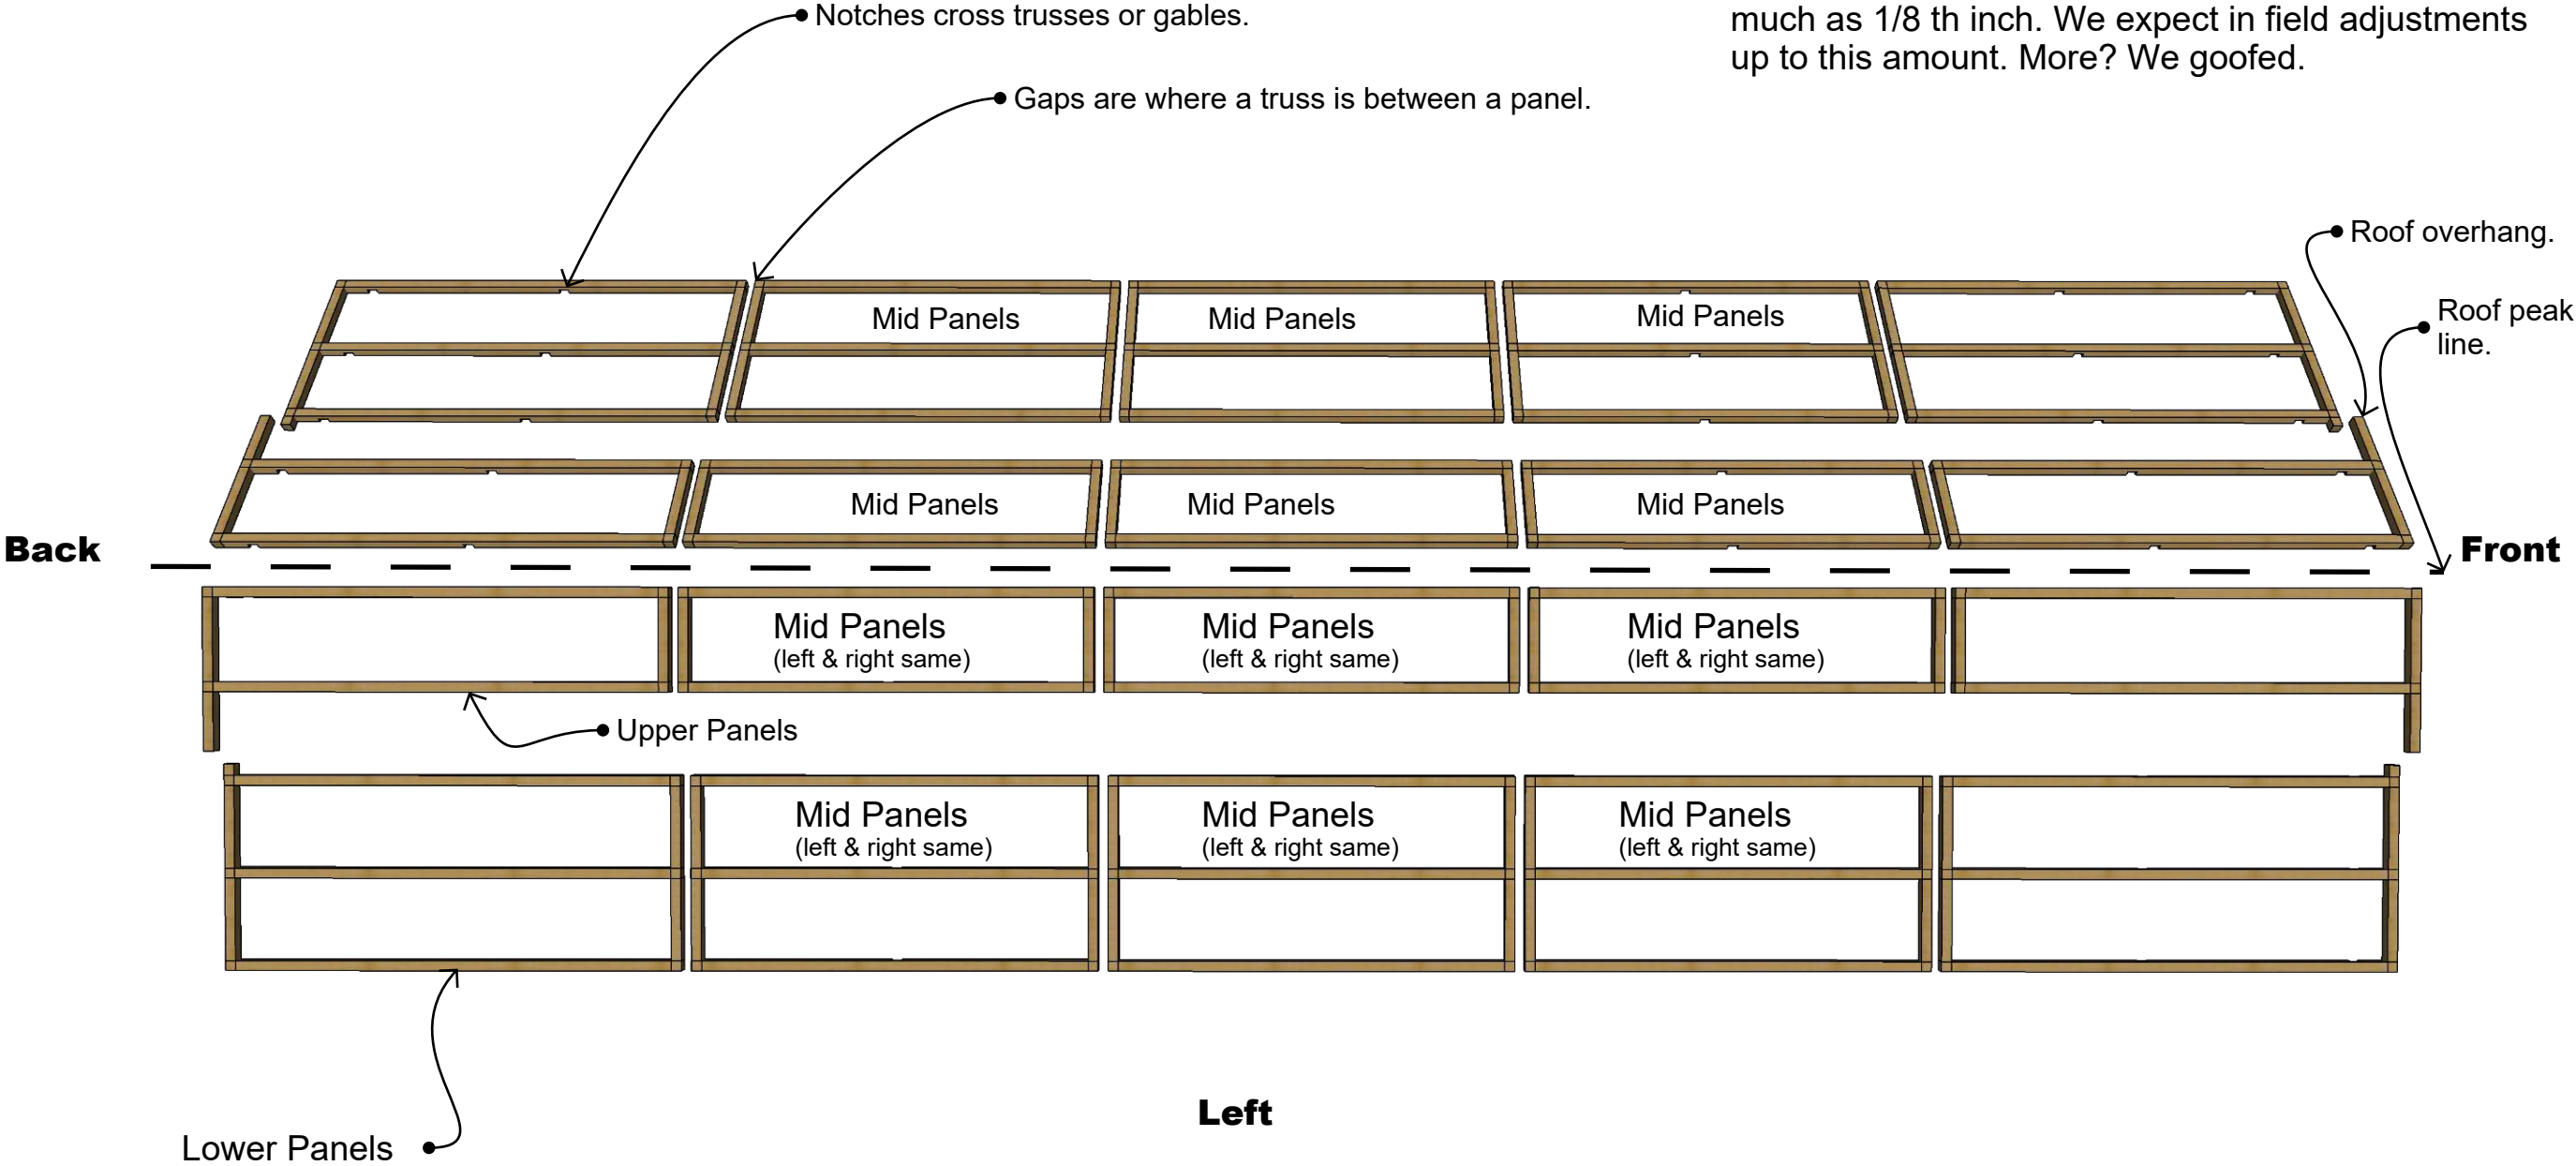 Notches cross trusses or gables.
much as 1/8 th inch. We expect in field adjustments
up to this amount. More? We goofed.
Gaps are where a truss is between a panel.
Roof overhang.
Roof peak
line.
Mid Panels
Mid Panels
Mid Panels
Mid Panels
Mid Panels
Mid Panels
Back
Front
Mid Panels
(left & right same)
Mid Panels
(left & right same)
Mid Panels
(left & right same)
Upper Panels
Mid Panels
(left & right same)
Mid Panels
(left & right same)
Mid Panels
(left & right same)
Left
Lower Panels